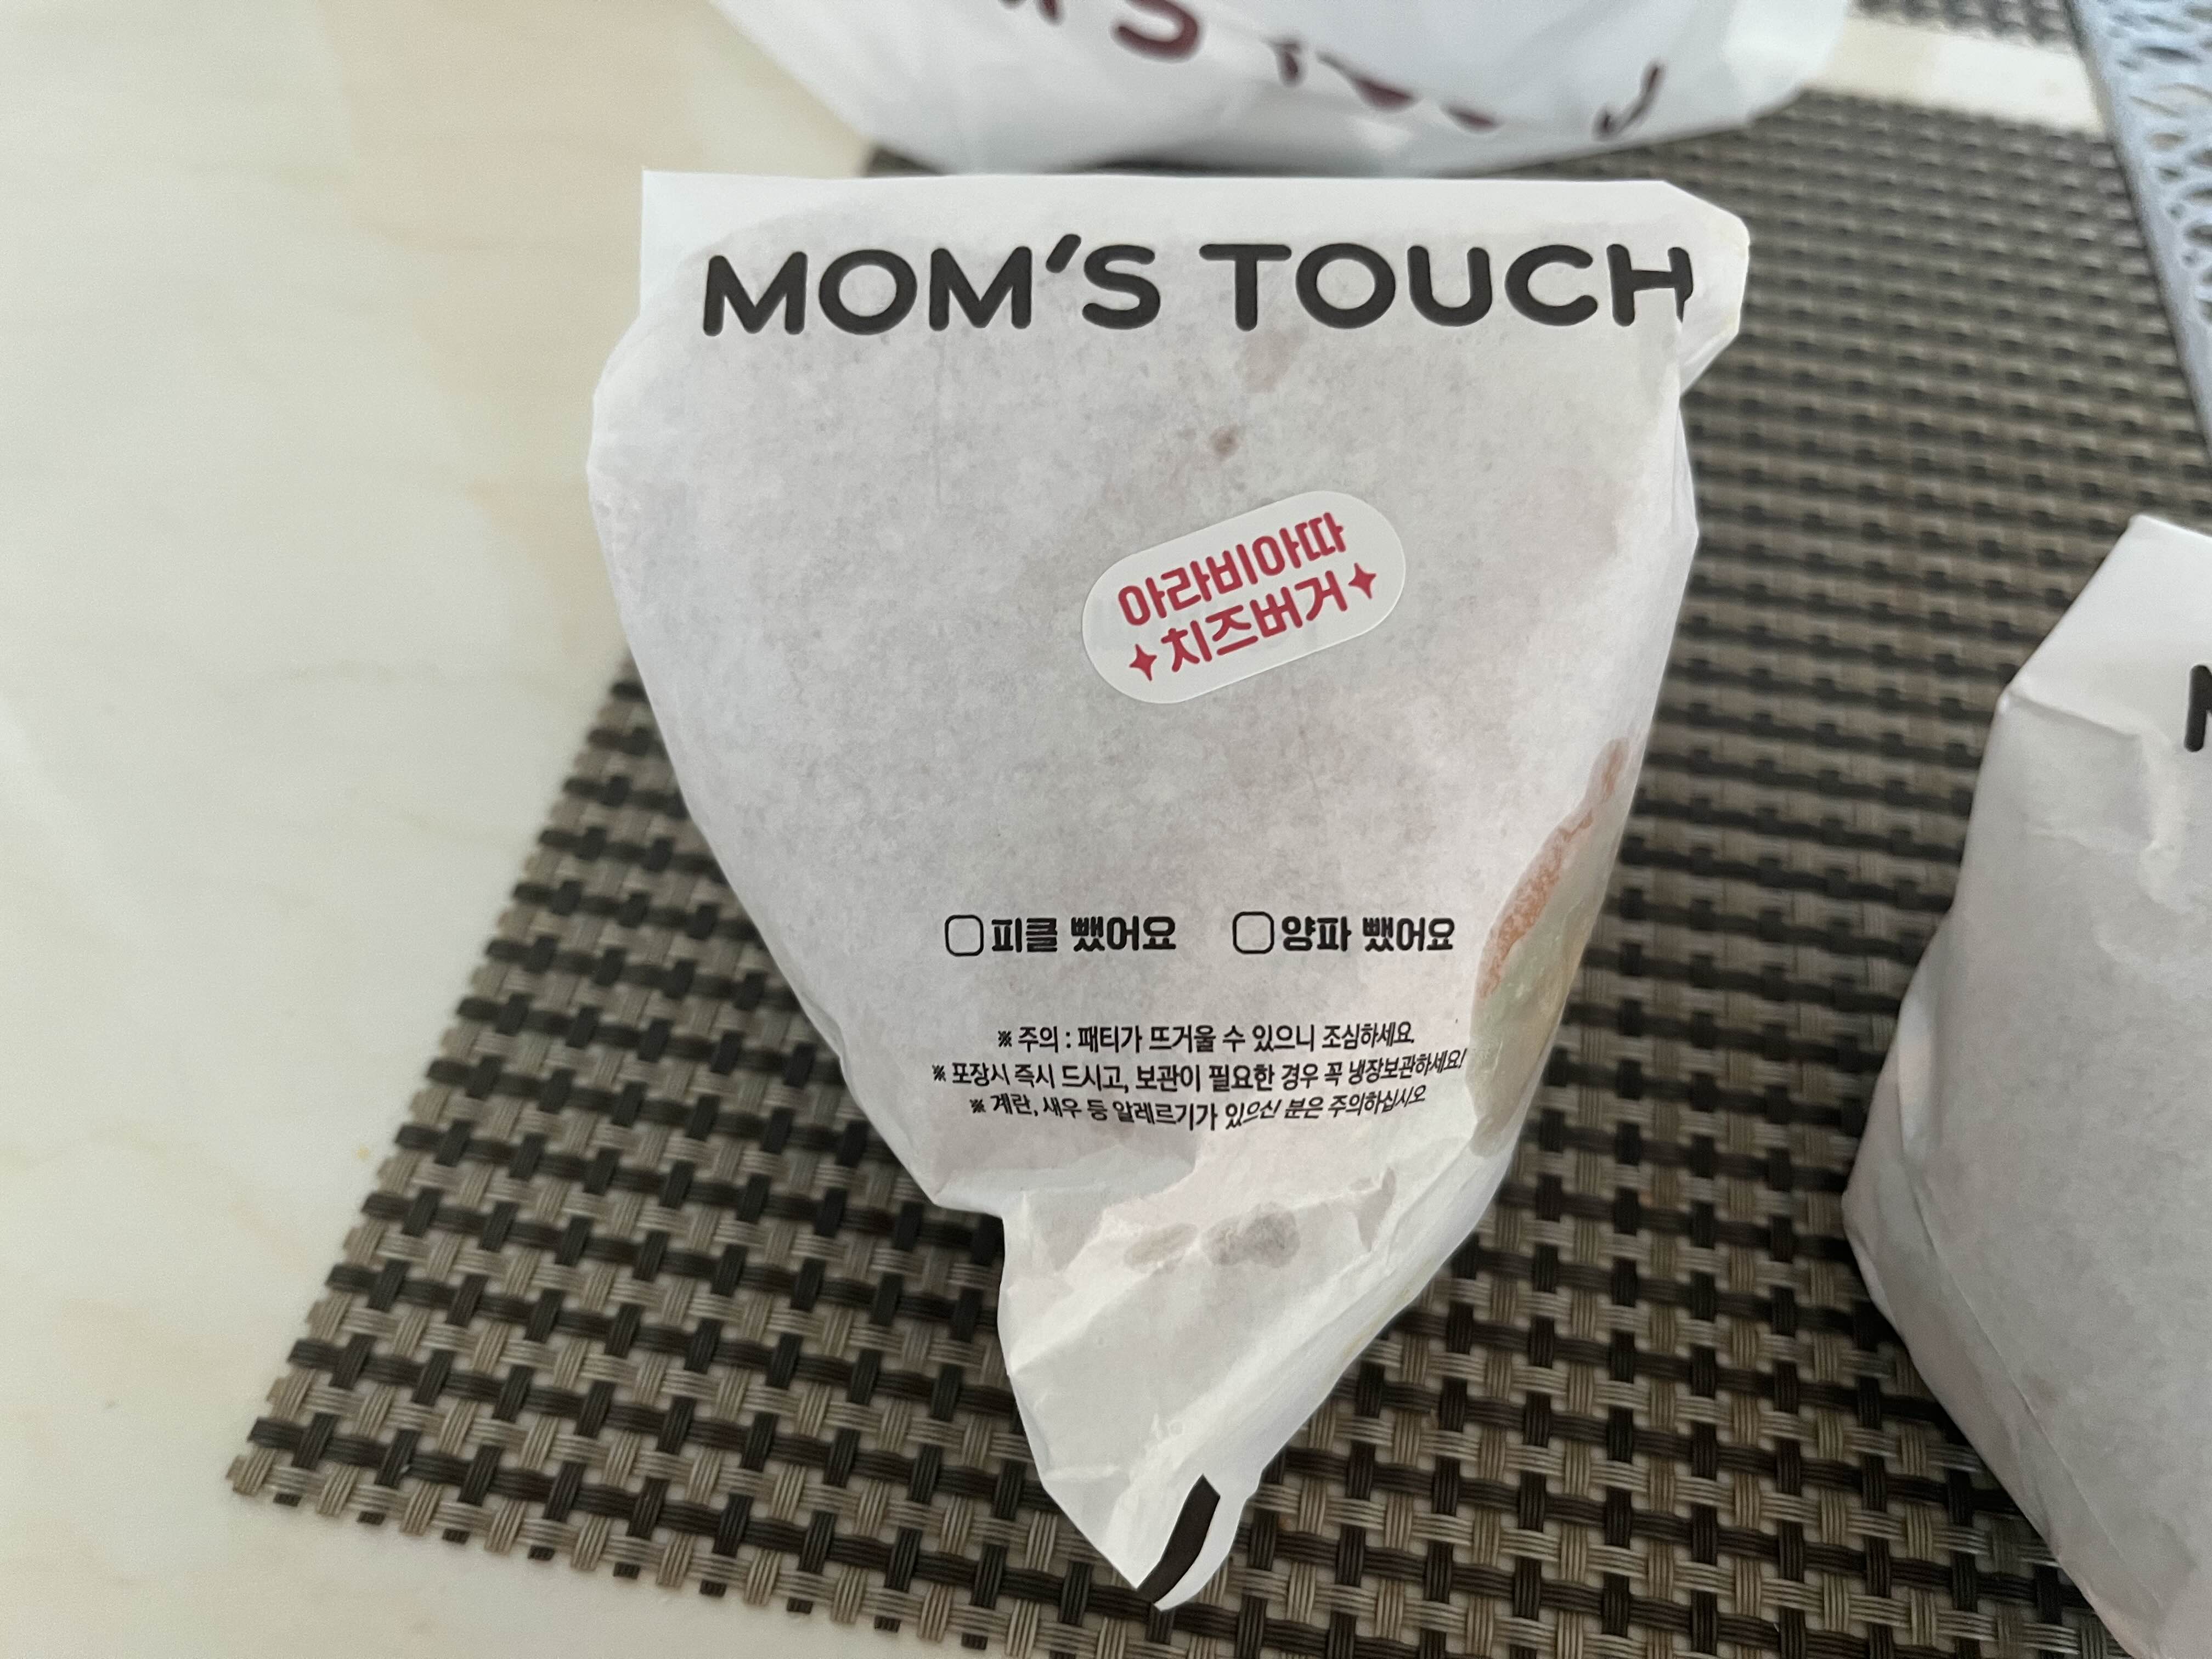 MOM'S TOUCH
아라비아따
치즈버거
피클 뺐어요 양파 뺐어요
※ 주의 : 패티가 뜨거울 수 있으니 조심하세요.
※ 포장시 즉시 드시고, 보관이 필요한 경우 꼭 냉장보관하세요!
※ 계란, 새우 등 알레르기가 있으신 분은 주의하십시오